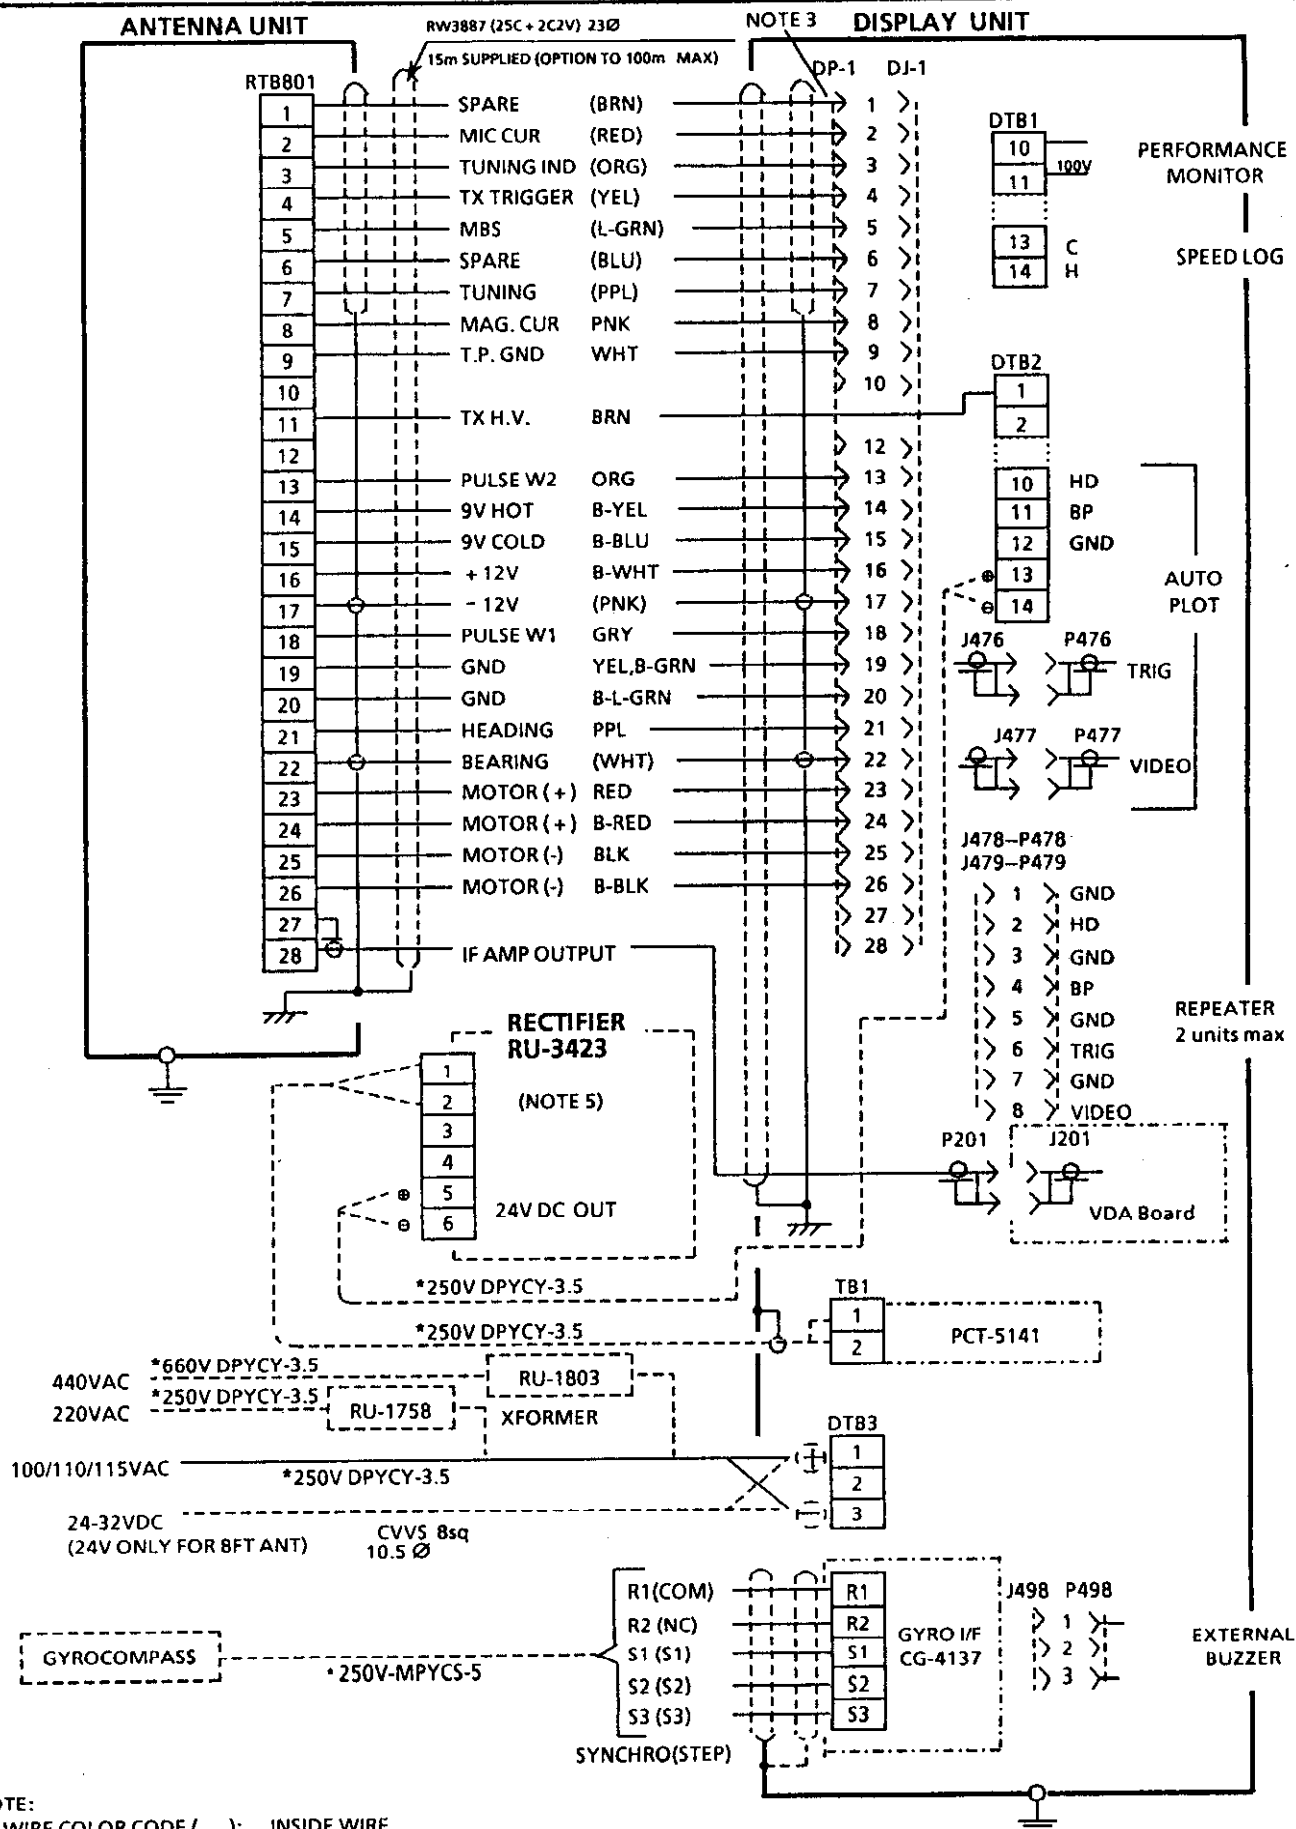 ANTENNA UNIT
RW3887 (25C + 2C2V) 23Ø
15m SUPPLIED (OPTION TO 100m MAX)
NOTE 3
DISPLAY UNIT
RTB801
DP-1 DJ-1
1 SPARE (BRN) 1
2 MIC CUR (RED) 2
3 TUNING IND (ORG) 3
4 TX TRIGGER (YEL) 4
5 MBS (L-GRN) 5
6 SPARE (BLU) 6
7 TUNING (PPL) 7
8 MAG. CUR PNK 8
9 T.P. GND WHT 9
10 10
11 TX H.V. BRN
12 12
13 PULSE W2 ORG 13
14 9V HOT B-YEL 14
15 9V COLD B-BLU 15
16 + 12V B-WHT 16
17 - 12V (PNK) 17
18 PULSE W1 GRY 18
19 GND YEL,B-GRN 19
20 GND B-L-GRN 20
21 HEADING PPL 21
22 BEARING (WHT) 22
23 MOTOR ( + ) RED 23
24 MOTOR ( + ) B-RED 24
25 MOTOR (-) BLK 25
26 MOTOR (-) B-BLK 26
27 27
28 IF AMP OUTPUT 28
DTB1
10
11 100V
PERFORMANCE
MONITOR
13 C
14 H
SPEED LOG
DTB2
1
2
10 HD
11 BP
12 GND
⊕ 13
⊖ 14
AUTO
PLOT
J476 P476
TRIG
J477 P477
VIDEO
J478–P478
J479–P479
1 GND
2 HD
3 GND
4 BP
5 GND
6 TRIG
7 GND
8 VIDEO
REPEATER
2 units max
P201 J201
VDA Board
RECTIFIER
RU-3423
(NOTE 5)
1
2
3
4
⊕ 5
⊖ 6
24V DC OUT
*250V DPYCY-3.5
*250V DPYCY-3.5
TB1
1
2
PCT-5141
*660V DPYCY-3.5
440VAC
RU-1803
*250V DPYCY-3.5
220VAC
RU-1758
XFORMER
DTB3
1
2
3
100/110/115VAC
*250V DPYCY-3.5
24-32VDC
(24V ONLY FOR 8FT ANT)
CVVS 8sq
10.5 Ø
GYROCOMPASS
*250V-MPYCS-5
R1(COM) R1
R2 (NC) R2
S1 (S1) S1
S2 (S2) S2
S3 (S3) S3
SYNCHRO(STEP)
GYRO I/F
CG-4137
J498 P498
1
2
3
EXTERNAL
BUZZER
OTE:
WIRE COLOR CODE ( ): INSIDE WIRE